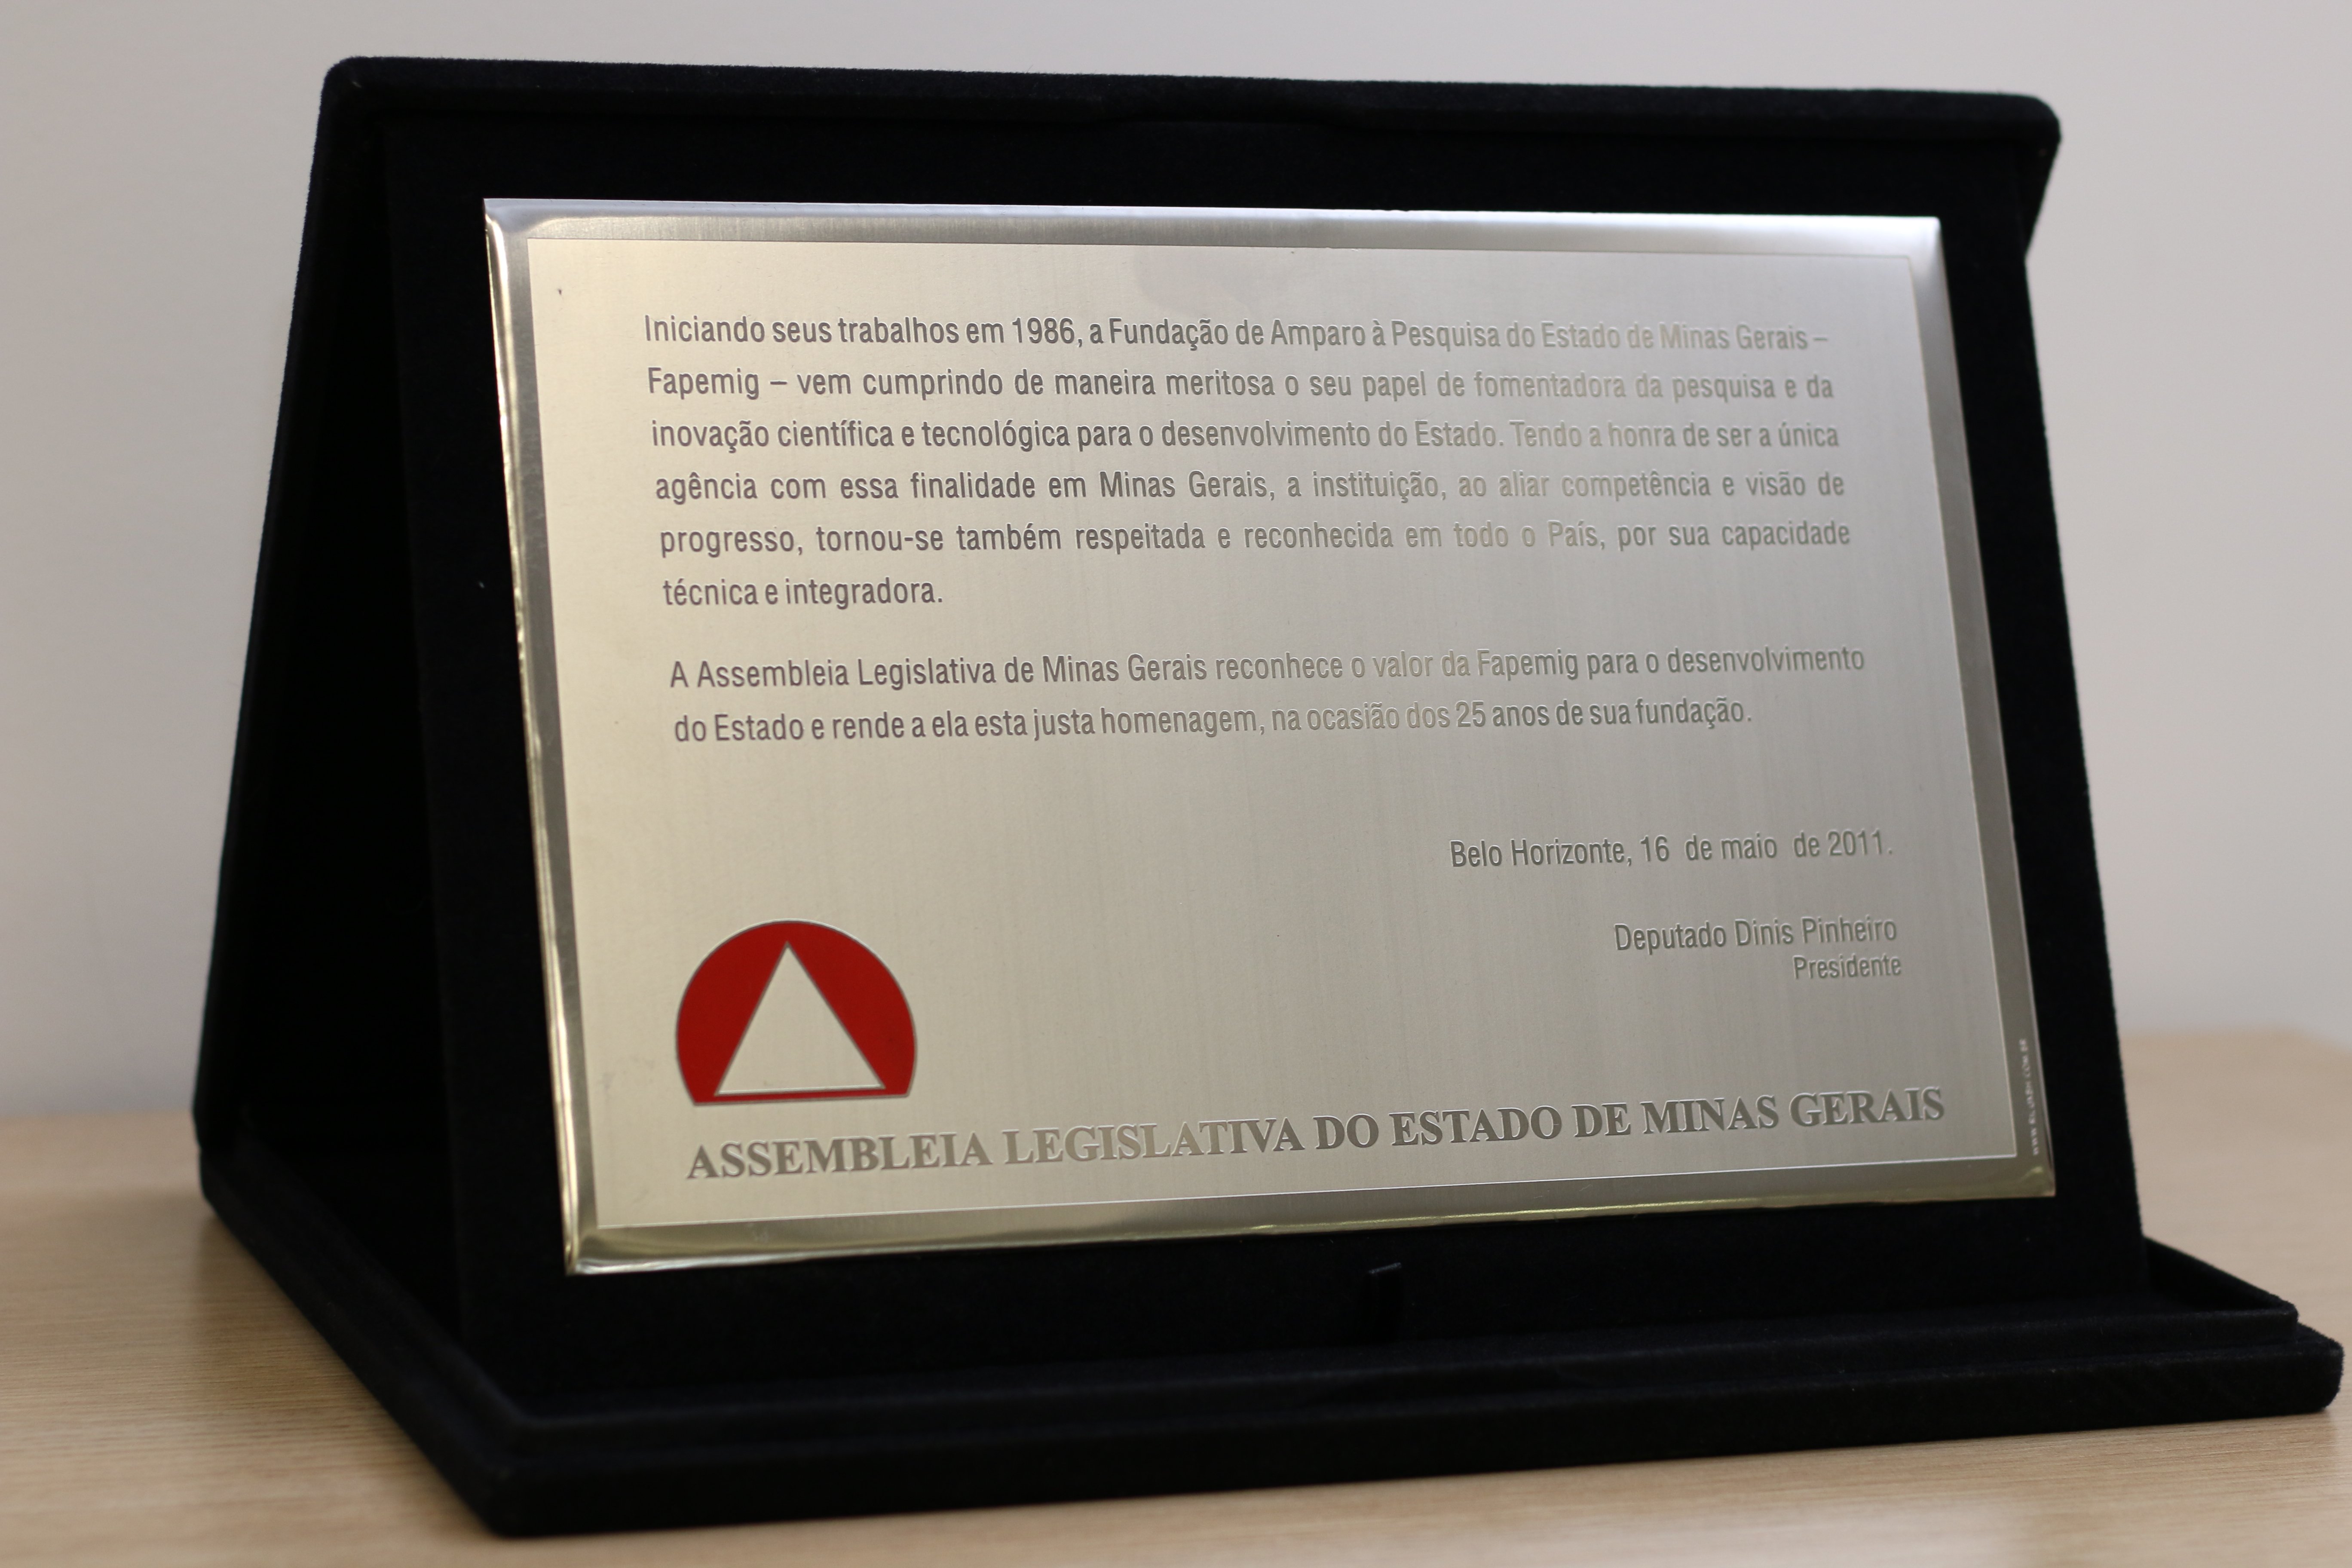 Iniciando seus trabalhos em 1986, a Fundação de Amparo à Pesquisa do Estado de Minas Gerais –
Fapemig – vem cumprindo de maneira meritosa o seu papel de fomentadora da pesquisa e da
inovação científica e tecnológica para o desenvolvimento do Estado. Tendo a honra de ser a única
agência com essa finalidade em Minas Gerais, a instituição, ao aliar competência e visão de
progresso, tornou-se também respeitada e reconhecida em todo o País, por sua capacidade
técnica e integradora.
A Assembleia Legislativa de Minas Gerais reconhece o valor da Fapemig para o desenvolvimento
do Estado e rende a ela esta justa homenagem, na ocasião dos 25 anos de sua fundação.
Belo Horizonte, 16 de maio de 2011.
Deputado Dinis Pinheiro
Presidente
ASSEMBLEIA LEGISLATIVA DO ESTADO DE MINAS GERAIS